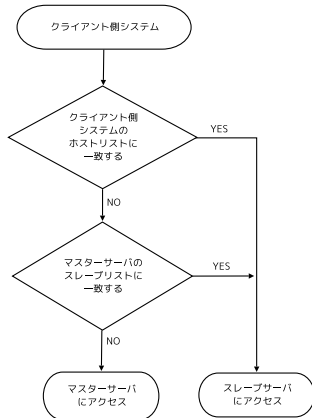 クライアント側システム
クライアント側
システムの
ホストリストに
一致する
YES
NO
マスターサーバの
スレーブリストに
一致する
YES
NO
マスターサーバ
にアクセス
スレーブサーバ
にアクセス